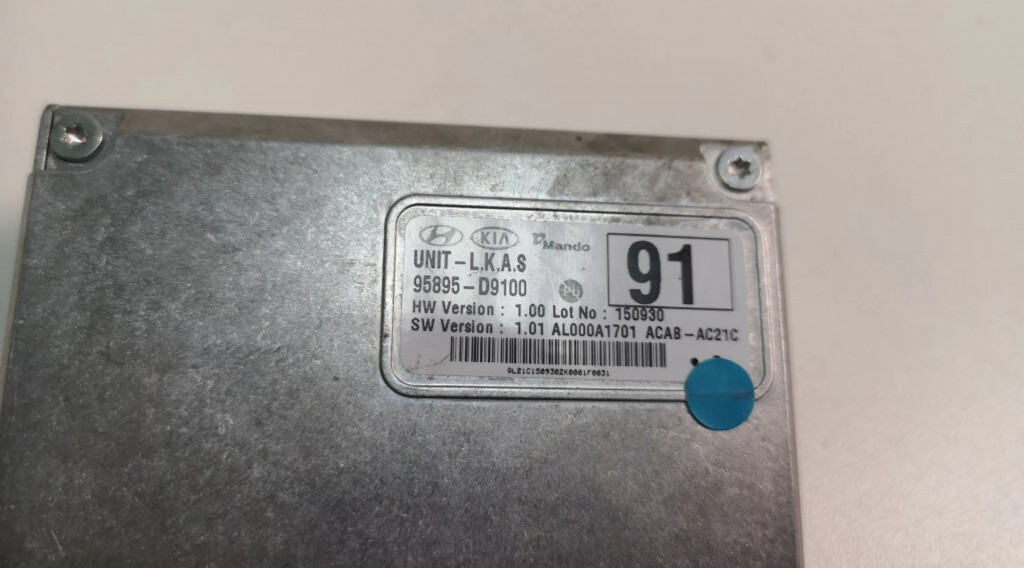 KIA Mando
91
UNIT-L.K.A.S
95895-D9100
HW Version : 1.00 Lot No : 150930
SW Version : 1.01 AL000A1701 ACAB-AC21C